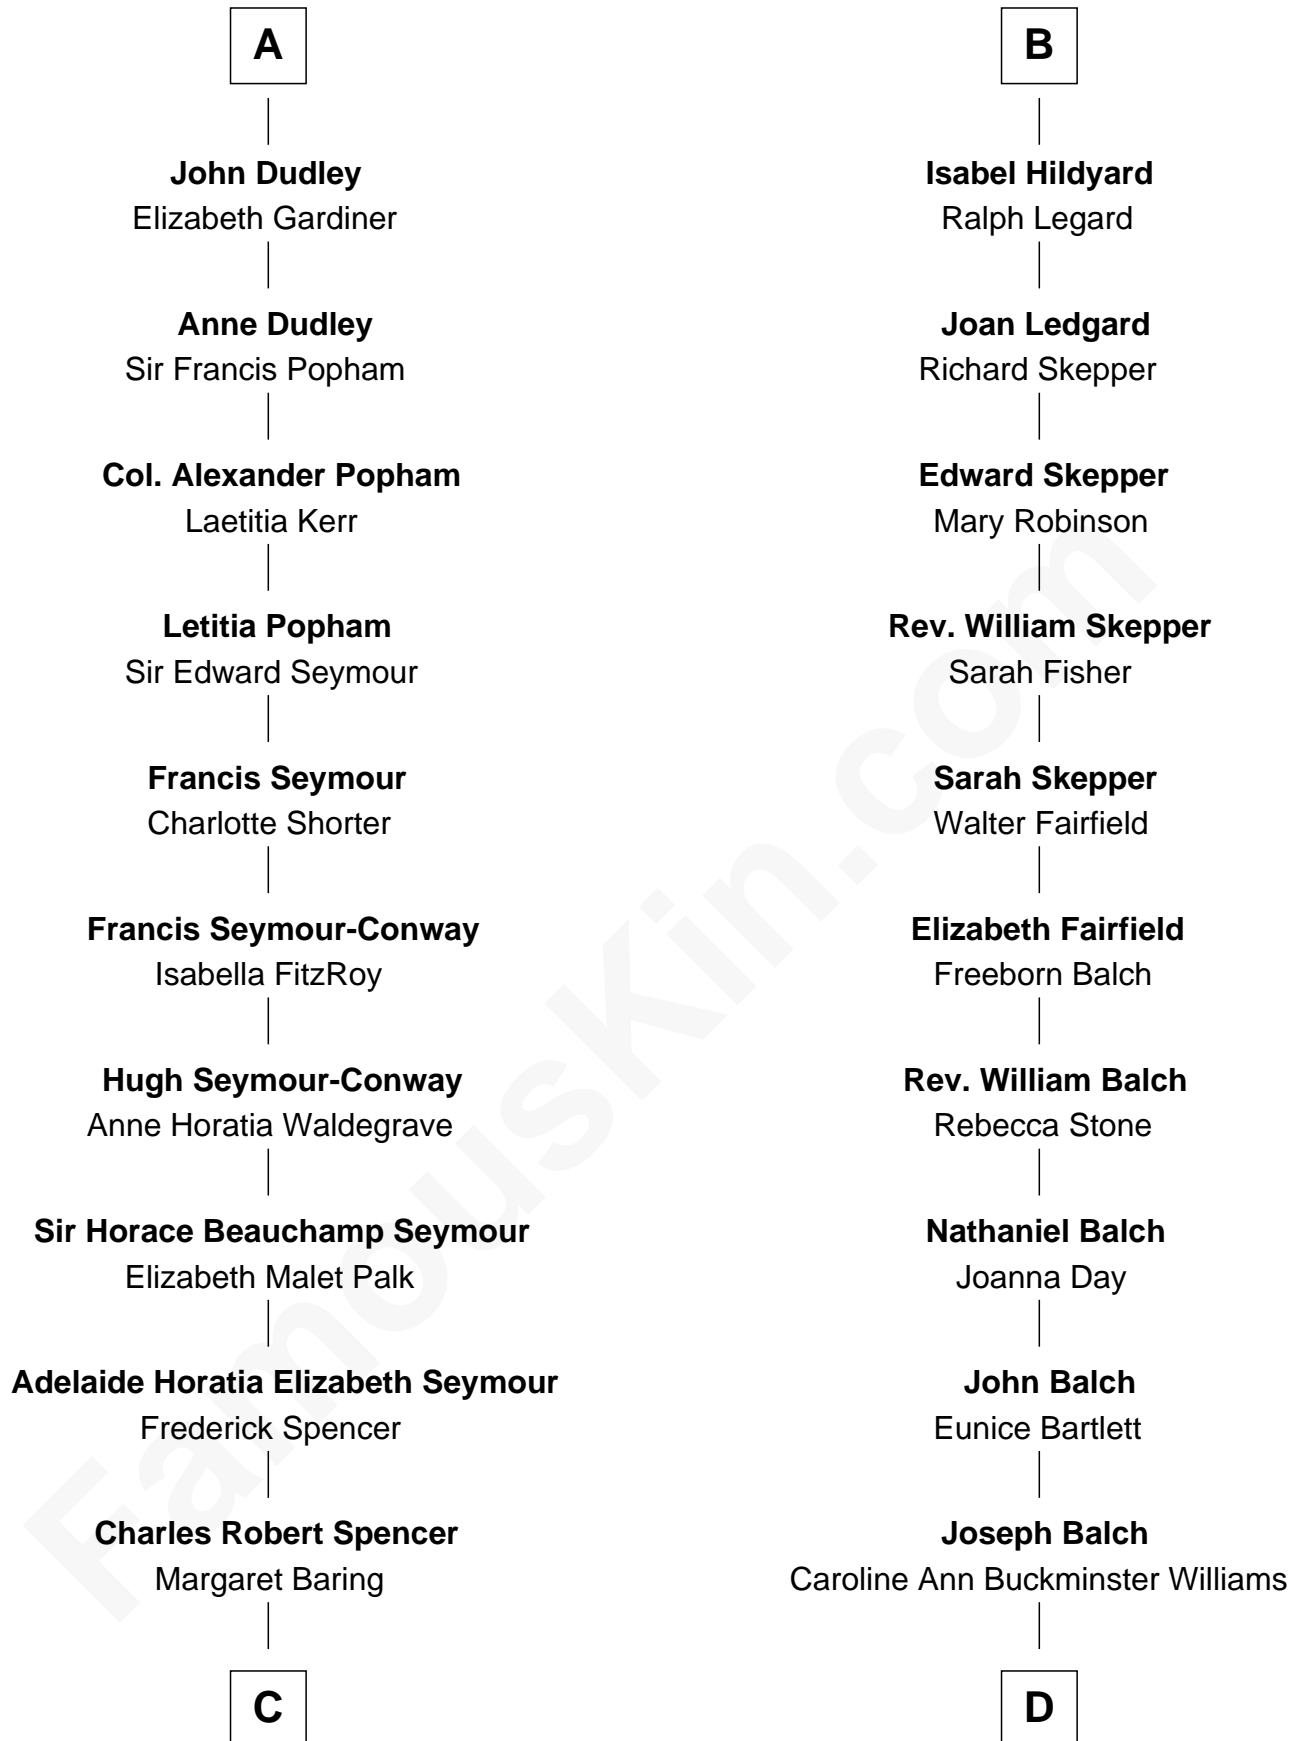 A
John Dudley
Elizabeth Gardiner
Anne Dudley
Sir Francis Popham
Col. Alexander Popham
Laetitia Kerr
Letitia Popham
Sir Edward Seymour
Francis Seymour
Charlotte Shorter
Francis Seymour-Conway
Isabella FitzRoy
Hugh Seymour-Conway
Anne Horatia Waldegrave
Sir Horace Beauchamp Seymour
Elizabeth Malet Palk
Adelaide Horatia Elizabeth Seymour
Frederick Spencer
Charles Robert Spencer
Margaret Baring
C
B
Isabel Hildyard
Ralph Legard
Joan Ledgard
Richard Skepper
Edward Skepper
Mary Robinson
Rev. William Skepper
Sarah Fisher
Sarah Skepper
Walter Fairfield
Elizabeth Fairfield
Freeborn Balch
Rev. William Balch
Rebecca Stone
Nathaniel Balch
Joanna Day
John Balch
Eunice Bartlett
Joseph Balch
Caroline Ann Buckminster Williams
D
FamousKin.com